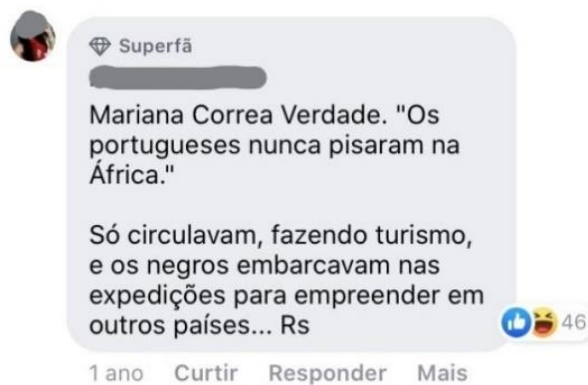 Superfã
Mariana Correa Verdade. "Os
portugueses nunca pisaram na
África."
Só circulavam, fazendo turismo,
e os negros embarcavam nas
expedições para empreender em
outros países... Rs
46
1 ano Curtir Responder Mais